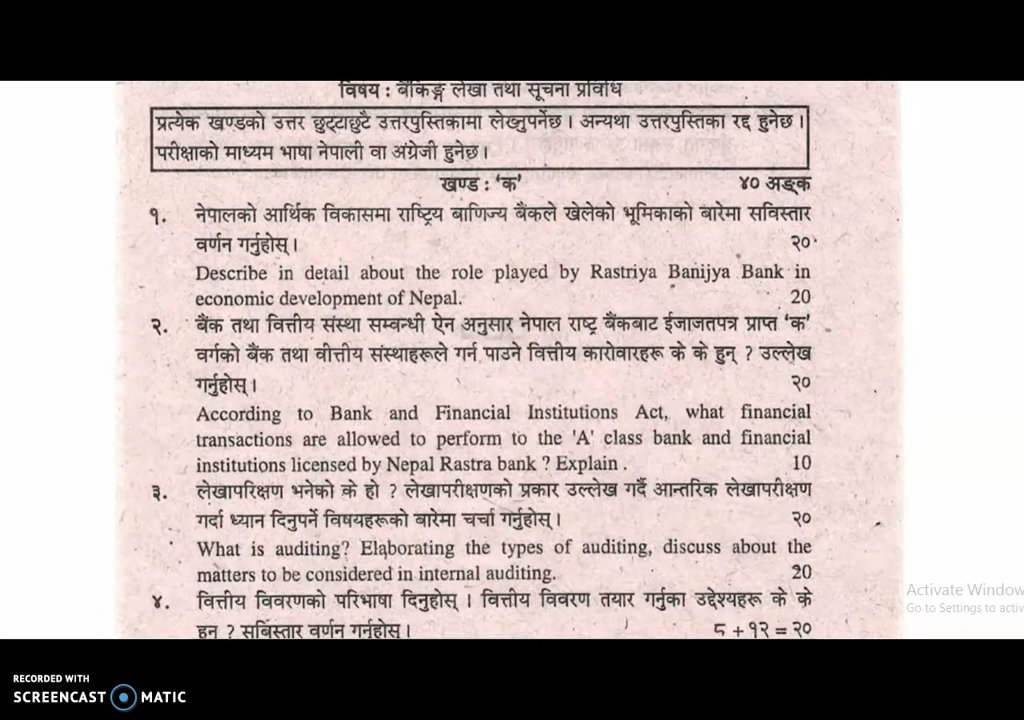 विषय : बैंकिङ्ग लेखा तथा सूचना प्रविधि
प्रत्येक खण्डको उत्तर छुट्टाछुटै उत्तरपुस्तिकामा लेख्नुपर्नेछ । अन्यथा उत्तरपुस्तिका रद्द हुनेछ ।
परीक्षाको माध्यम भाषा नेपाली वा अंग्रेजी हुनेछ ।
खण्ड : ‘क’ ४० अङ्क
१. नेपालको आर्थिक विकासमा राष्ट्रिय बाणिज्य बैंकले खेलेको भूमिकाको बारेमा सविस्तार
वर्णन गर्नुहोस् । २०
Describe in detail about the role played by Rastriya Banijya Bank in
economic development of Nepal. 20
२. बैंक तथा वित्तीय संस्था सम्वन्धी ऐन अनुसार नेपाल राष्ट्र बैंकबाट ईजाजतपत्र प्राप्त ‘क’
वर्गको बैंक तथा वीत्तीय संस्थाहरूले गर्न पाउने वित्तीय कारोवारहरू के के हुन् ? उल्लेख
गर्नुहोस् । २०
According to Bank and Financial Institutions Act, what financial
transactions are allowed to perform to the 'A' class bank and financial
institutions licensed by Nepal Rastra bank ? Explain . 10
३. लेखापरिक्षण भनेको के हो ? लेखापरीक्षणको प्रकार उल्लेख गर्दै आन्तरिक लेखापरीक्षण
गर्दा ध्यान दिनुपर्ने विषयहरूको बारेमा चर्चा गर्नुहोस् । २०
What is auditing? Elaborating the types of auditing, discuss about the
matters to be considered in internal auditing. 20
४. वित्तीय विवरणको परिभाषा दिनुहोस् । वित्तीय विवरण तयार गर्नुका उद्देश्यहरू के के
हुन् ? सबिस्तार वर्णन गर्नुहोस् । ८ + १२ = २०
Activate Window
Go to Settings to activ
RECORDED WITH
SCREENCAST MATIC